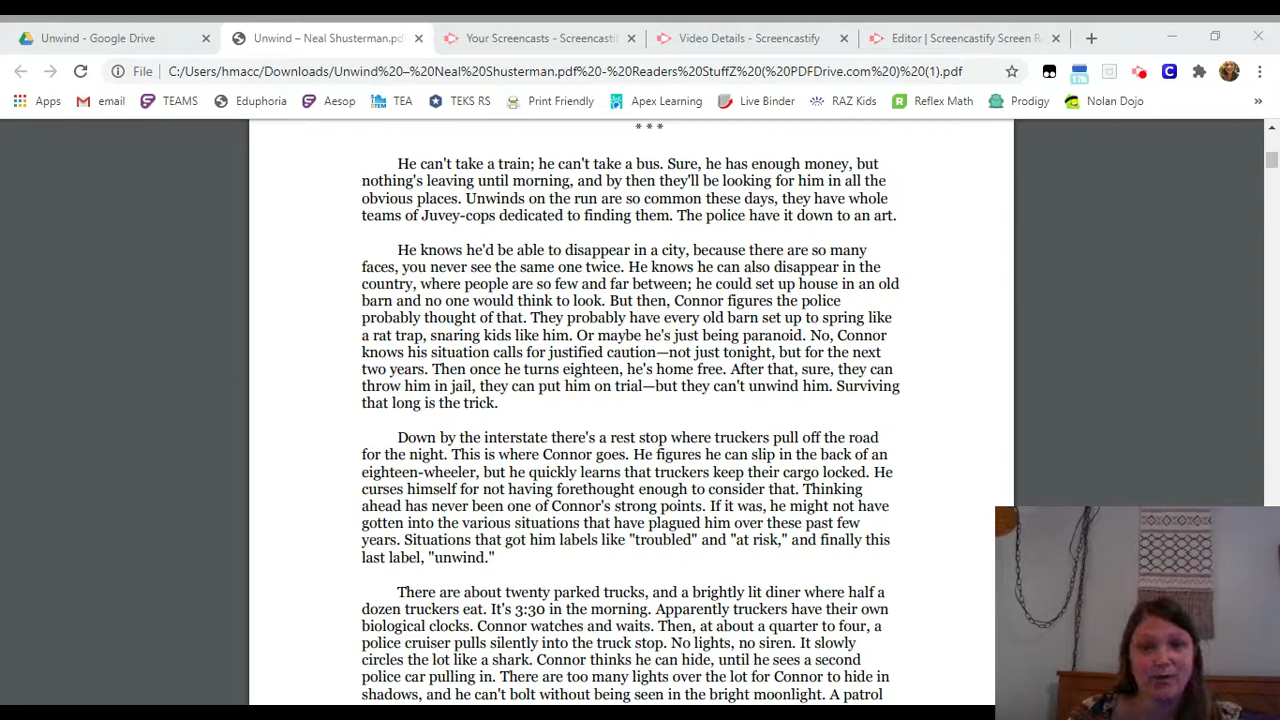 Unwind - Google Drive
Unwind – Neal Shusterman.pd
Your Screencasts - Screencasti
Video Details - Screencastify
Editor | Screencastify Screen R
File
C:/Users/hmacc/Downloads/Unwind%20–%20Neal%20Shusterman.pdf%20-%20Readers%20Stuff7%20(%20PDFDrive.com%20)%20(1).pdf
Apps
email
TEAMS
Eduphoria
Aesop
TEA
TEKS RS
Print Friendly
Apex Learning
Live Binder
RAZ Kids
Reflex Math
Prodigy
Nolan Dojo
»
* * *
He can't take a train; he can't take a bus. Sure, he has enough money, but
nothing's leaving until morning, and by then they'll be looking for him in all the
obvious places. Unwinds on the run are so common these days, they have whole
teams of Juvey-cops dedicated to finding them. The police have it down to an art.
He knows he'd be able to disappear in a city, because there are so many
faces, you never see the same one twice. He knows he can also disappear in the
country, where people are so few and far between; he could set up house in an old
barn and no one would think to look. But then, Connor figures the police
probably thought of that. They probably have every old barn set up to spring like
a rat trap, snaring kids like him. Or maybe he's just being paranoid. No, Connor
knows his situation calls for justified caution—not just tonight, but for the next
two years. Then once he turns eighteen, he's home free. After that, sure, they can
throw him in jail, they can put him on trial—but they can't unwind him. Surviving
that long is the trick.
Down by the interstate there's a rest stop where truckers pull off the road
for the night. This is where Connor goes. He figures he can slip in the back of an
eighteen-wheeler, but he quickly learns that truckers keep their cargo locked. He
curses himself for not having forethought enough to consider that. Thinking
ahead has never been one of Connor's strong points. If it was, he might not have
gotten into the various situations that have plagued him over these past few
years. Situations that got him labels like "troubled" and "at risk," and finally this
last label, "unwind."
There are about twenty parked trucks, and a brightly lit diner where half a
dozen truckers eat. It's 3:30 in the morning. Apparently truckers have their own
biological clocks. Connor watches and waits. Then, at about a quarter to four, a
police cruiser pulls silently into the truck stop. No lights, no siren. It slowly
circles the lot like a shark. Connor thinks he can hide, until he sees a second
police car pulling in. There are too many lights over the lot for Connor to hide in
shadows, and he can't bolt without being seen in the bright moonlight. A patrol